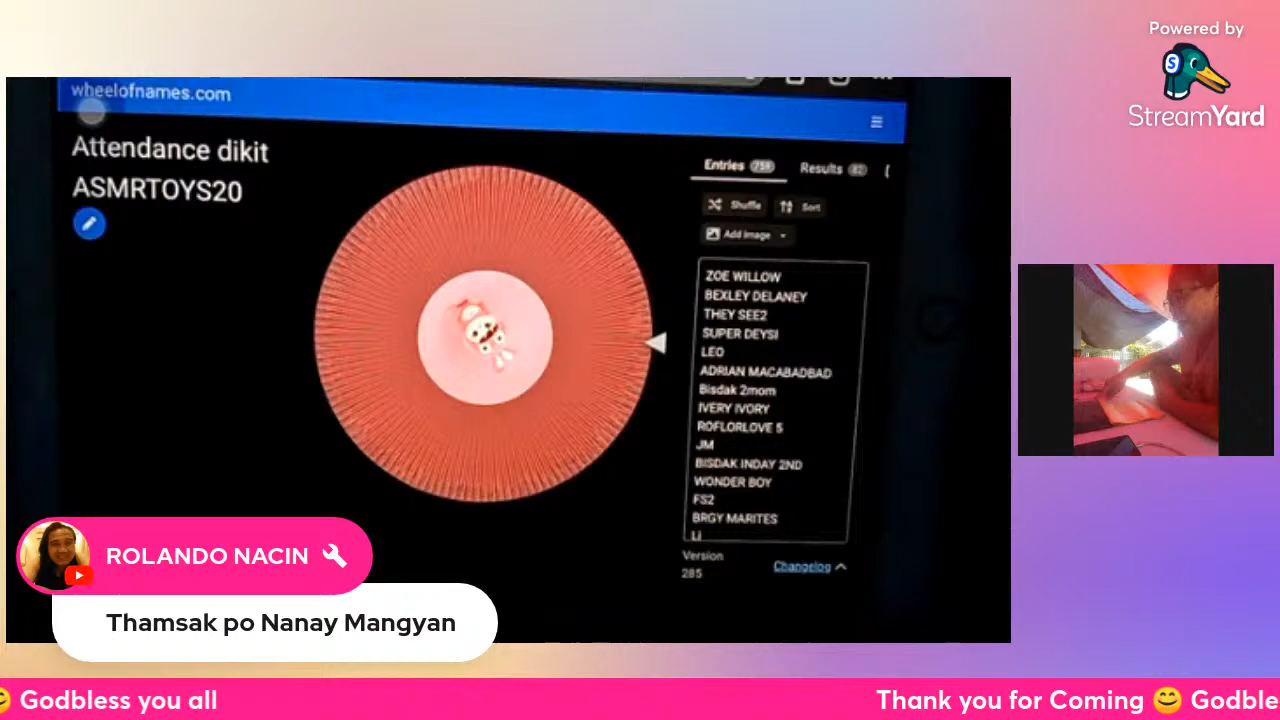 Powered by
StreamYard
wheelofnames.com
Attendance dikit
ASMRTOYS20
Entries 759
Results 82
Shuffle
Sort
Add image
ZOE WILLOW
BEXLEY DELANEY
THEY SEE2
SUPER DEYSI
LEO
ADRIAN MACABADBAD
Bisdak 2mom
IVERY IVORY
ROFLORLOVE 5
JM
BISDAK INDAY 2ND
WONDER BOY
FS2
BRGY MARITES
Li
Version
285
Changelog
ROLANDO NACIN
Thamsak po Nanay Mangyan
😊 Godbless you all
Thank you for Coming 😊 Godble